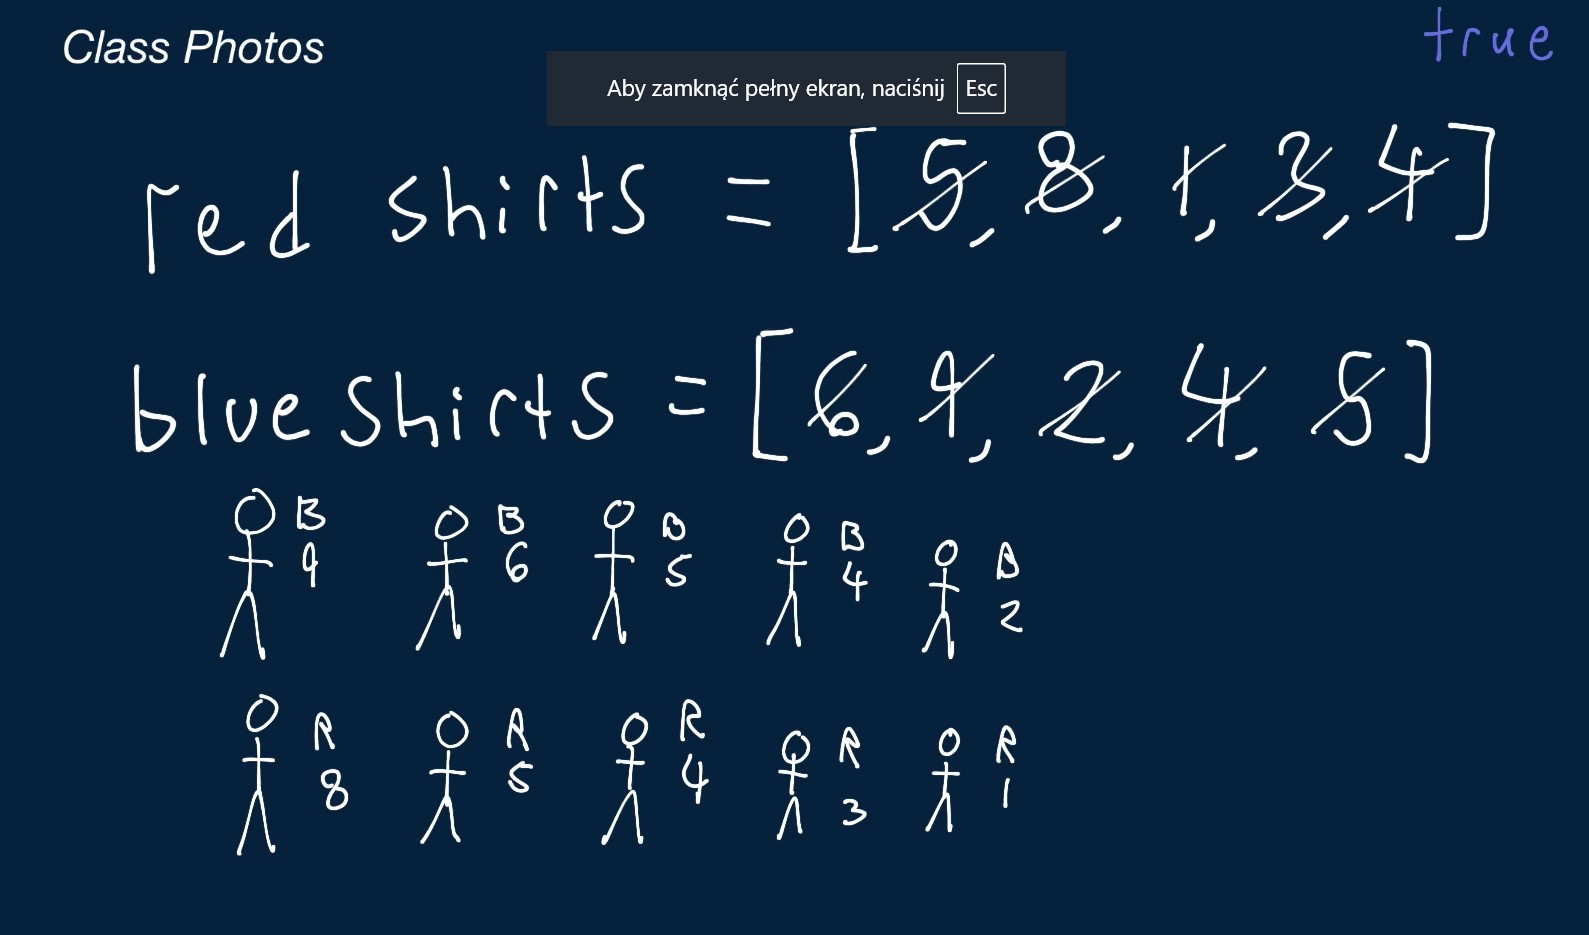 Class Photos
true
Aby zamknąć pełny ekran, naciśnij Esc
red shirts = [5, 8, 1, 3, 4]
blue shirts = [6, 9, 2, 4, 5]
B B B B B
9 6 5 4 2
R R R R R
8 5 4 3 1